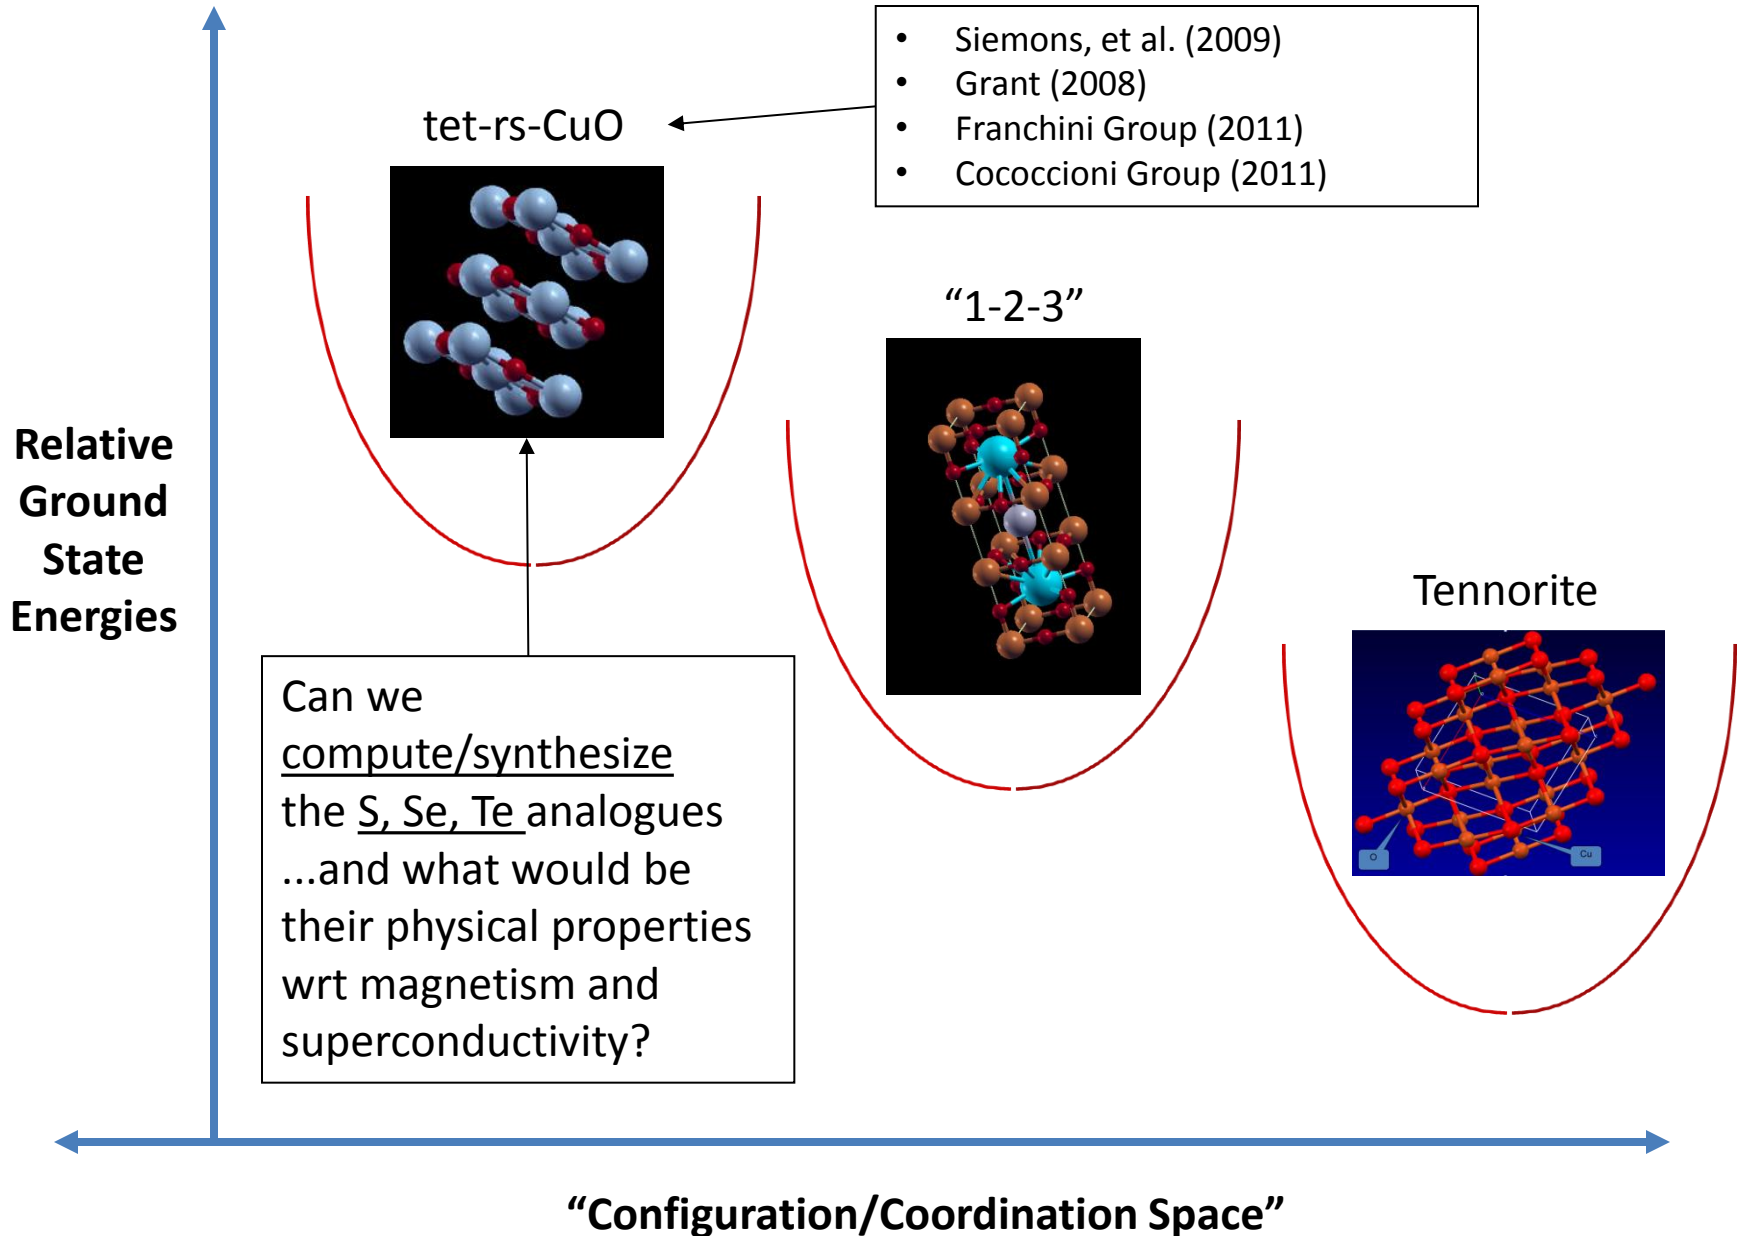 • Siemons, et al. (2009)
• Grant (2008)
• Franchini Group (2011)
• Cococcioni Group (2011)
tet-rs-CuO
“1-2-3”
Tennorite
Relative
Ground
State
Energies
Can we
compute/synthesize
the S, Se, Te analogues
...and what would be
their physical properties
wrt magnetism and
superconductivity?
O
Cu
“Configuration/Coordination Space”